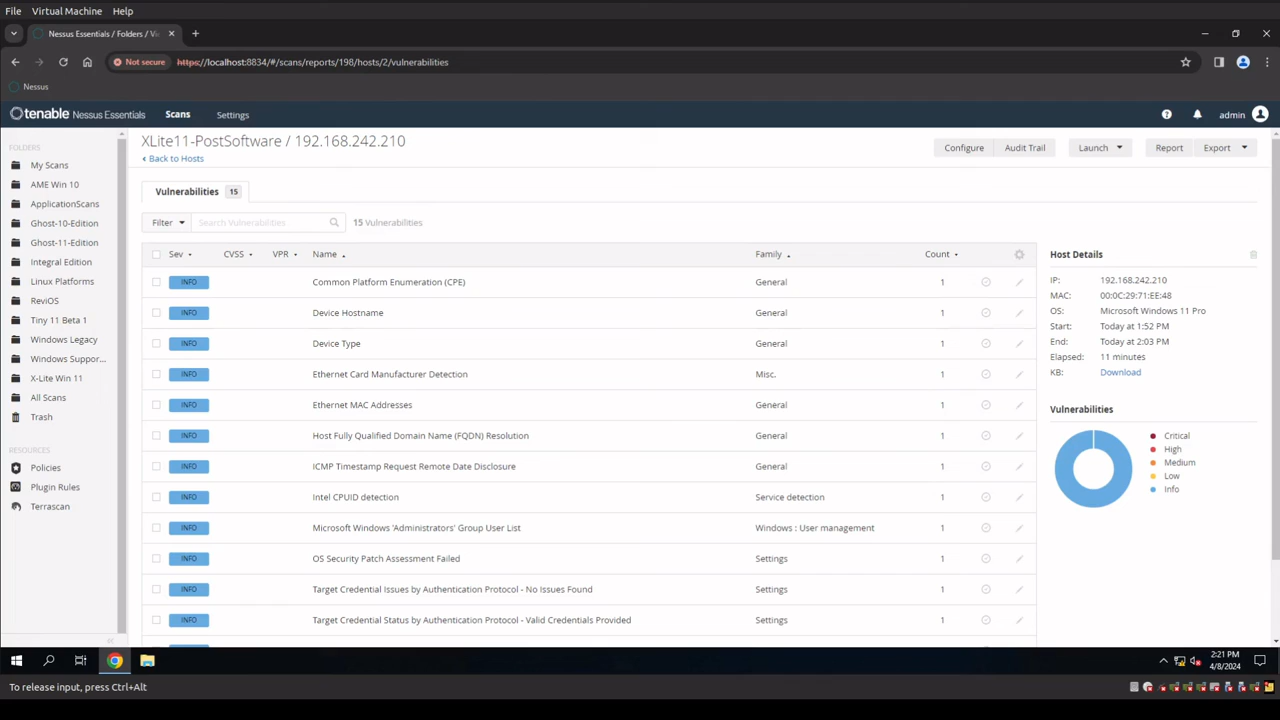 File Virtual Machine Help
Nessus Essentials / Folders / Vi
Not secure https://localhost:8834/#/scans/reports/198/hosts/2/vulnerabilities
Nessus
tenable Nessus Essentials Scans Settings admin
FOLDERS
My Scans
AME Win 10
ApplicationScans
Ghost-10-Edition
Ghost-11-Edition
Integral Edition
Linux Platforms
ReviOS
Tiny 11 Beta 1
Windows Legacy
Windows Suppor...
X-Lite Win 11
All Scans
Trash
RESOURCES
Policies
Plugin Rules
Terrascan
XLite11-PostSoftware / 192.168.242.210
Back to Hosts
Configure Audit Trail Launch Report Export
Vulnerabilities 15
Filter Search Vulnerabilities 15 Vulnerabilities
Sev CVSS VPR Name Family Count
INFO Common Platform Enumeration (CPE) General 1
INFO Device Hostname General 1
INFO Device Type General 1
INFO Ethernet Card Manufacturer Detection Misc. 1
INFO Ethernet MAC Addresses General 1
INFO Host Fully Qualified Domain Name (FQDN) Resolution General 1
INFO ICMP Timestamp Request Remote Date Disclosure General 1
INFO Intel CPUID detection Service detection 1
INFO Microsoft Windows 'Administrators' Group User List Windows : User management 1
INFO OS Security Patch Assessment Failed Settings 1
INFO Target Credential Issues by Authentication Protocol - No Issues Found Settings 1
INFO Target Credential Status by Authentication Protocol - Valid Credentials Provided Settings 1
Host Details
IP: 192.168.242.210
MAC: 00:0C:29:71:EE:48
OS: Microsoft Windows 11 Pro
Start: Today at 1:52 PM
End: Today at 2:03 PM
Elapsed: 11 minutes
KB: Download
Vulnerabilities
Critical
High
Medium
Low
Info
2:21 PM
4/8/2024
To release input, press Ctrl+Alt